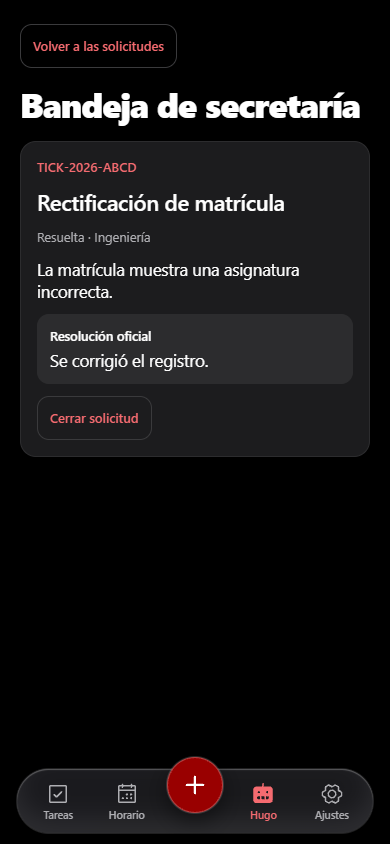 Volver a las solicitudes
Bandeja de secretaría
TICK-2026-ABCD
Rectificación de matrícula
Resuelta · Ingeniería
La matrícula muestra una asignatura
incorrecta.
Resolución oficial
Se corrigió el registro.
Cerrar solicitud
Tareas
Horario
Hugo
Ajustes